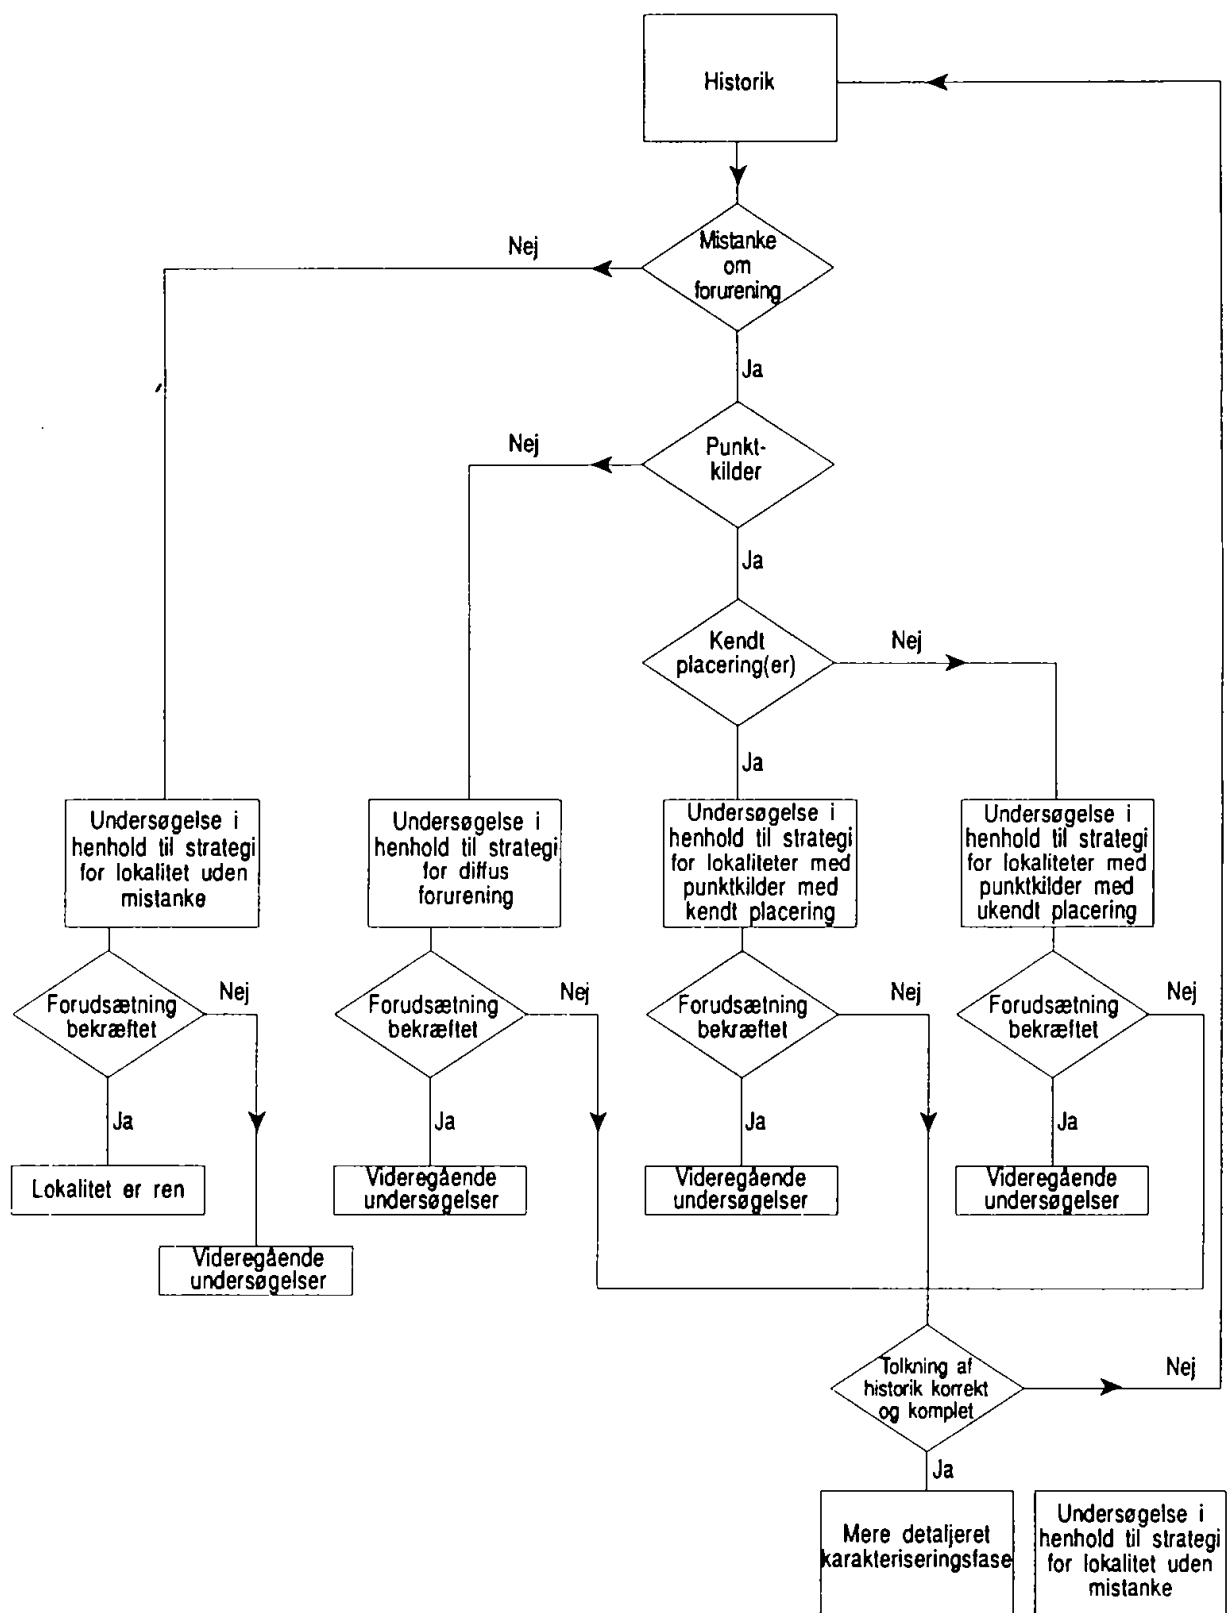 Historik
Mistanke
om
forurening
Nej
Ja
Punkt-
kilder
Nej
Ja
Kendt
placering(er)
Nej
Ja
Undersøgelse i
henhold til strategi
for lokalitet uden
mistanke
Undersøgelse i
henhold til strategi
for diffus
forurening
Undersøgelse i
henhold til strategi
for lokaliteter med
punktkilder med
kendt placering
Undersøgelse i
henhold til strategi
for lokaliteter med
punktkilder med
ukendt placering
Forudsætning
bekræftet
Nej
Forudsætning
bekræftet
Nej
Forudsætning
bekræftet
Nej
Forudsætning
bekræftet
Nej
Ja
Ja
Ja
Ja
Lokalitet er ren
Videregående
undersøgelser
Videregående
undersøgelser
Videregående
undersøgelser
Videregående
undersøgelser
Tolkning af
historik korrekt
og komplet
Nej
Ja
Mere detaljeret
karakteriseringsfase
Undersøgelse i
henhold til strategi
for lokalitet uden
mistanke